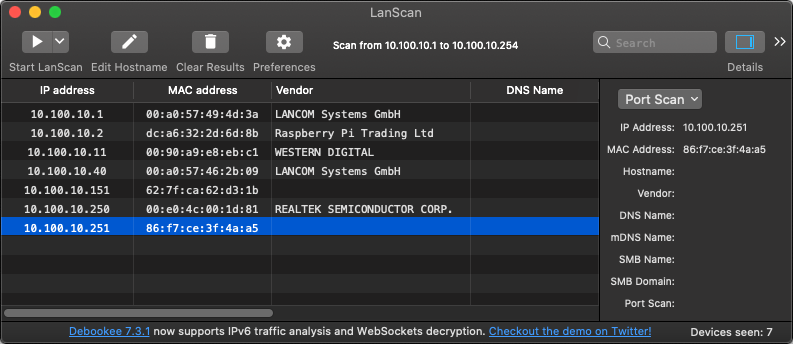 LanScan
Scan from 10.100.10.1 to 10.100.10.254
Search
Start LanScan Edit Hostname Clear Results Preferences Details
IP address MAC address Vendor DNS Name
10.100.10.1 00:a0:57:49:4d:3a LANCOM Systems GmbH
10.100.10.2 dc:a6:32:2d:6d:8b Raspberry Pi Trading Ltd
10.100.10.11 00:90:a9:e8:eb:c1 WESTERN DIGITAL
10.100.10.40 00:a0:57:46:2b:09 LANCOM Systems GmbH
10.100.10.151 62:7f:ca:62:d3:1b
10.100.10.250 00:e0:4c:00:1d:81 REALTEK SEMICONDUCTOR CORP.
10.100.10.251 86:f7:ce:3f:4a:a5
Port Scan
IP Address: 10.100.10.251
MAC Address: 86:f7:ce:3f:4a:a5
Hostname:
Vendor:
DNS Name:
mDNS Name:
SMB Name:
SMB Domain:
Port Scan:
Debookee 7.3.1 now supports IPv6 traffic analysis and WebSockets decryption. Checkout the demo on Twitter! Devices seen: 7